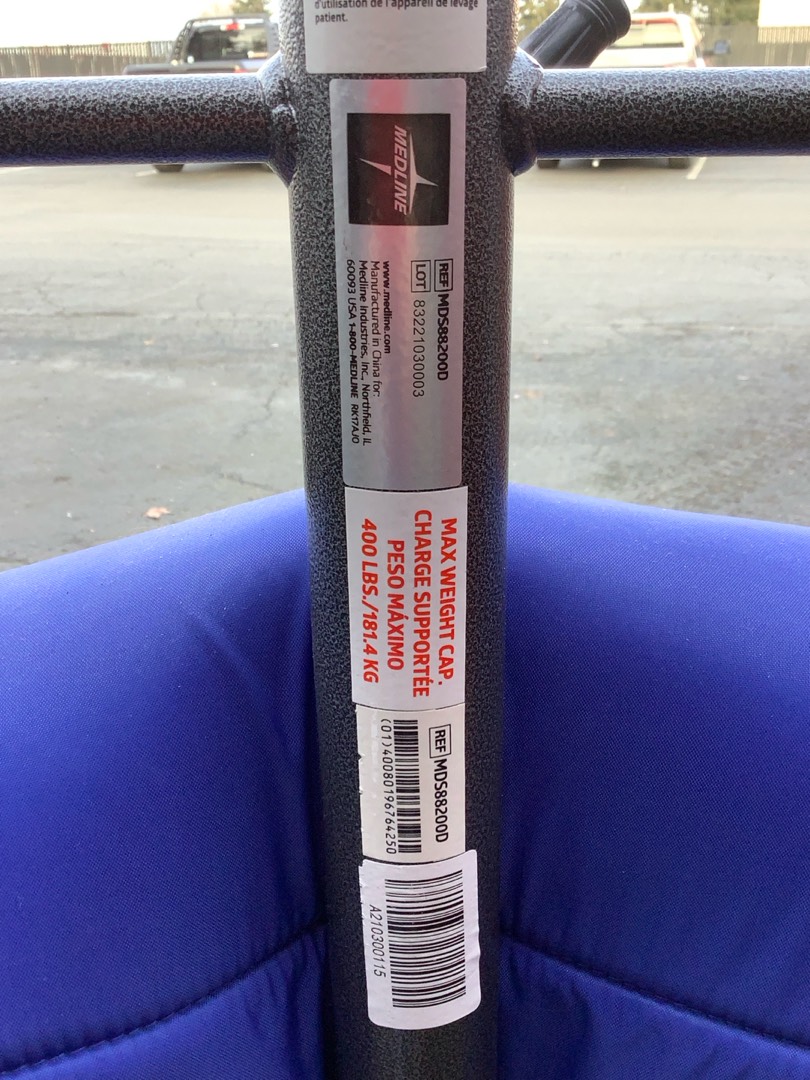 d'utilisation de l'appareil de levage
patient.
MEDLINE
REF MDS88200D
LOT 83221030003
www.medline.com
Manufactured in China for:
Medline Industries, Inc., Northfield, IL
60093 USA 1-800-MEDLINE RK17AJO
MAX WEIGHT CAP.
CHARGE SUPPORTÉE
PESO MÁXIMO
400 LBS./181.4 KG
REF MDS88200D
(01)40080196764250
A210300115